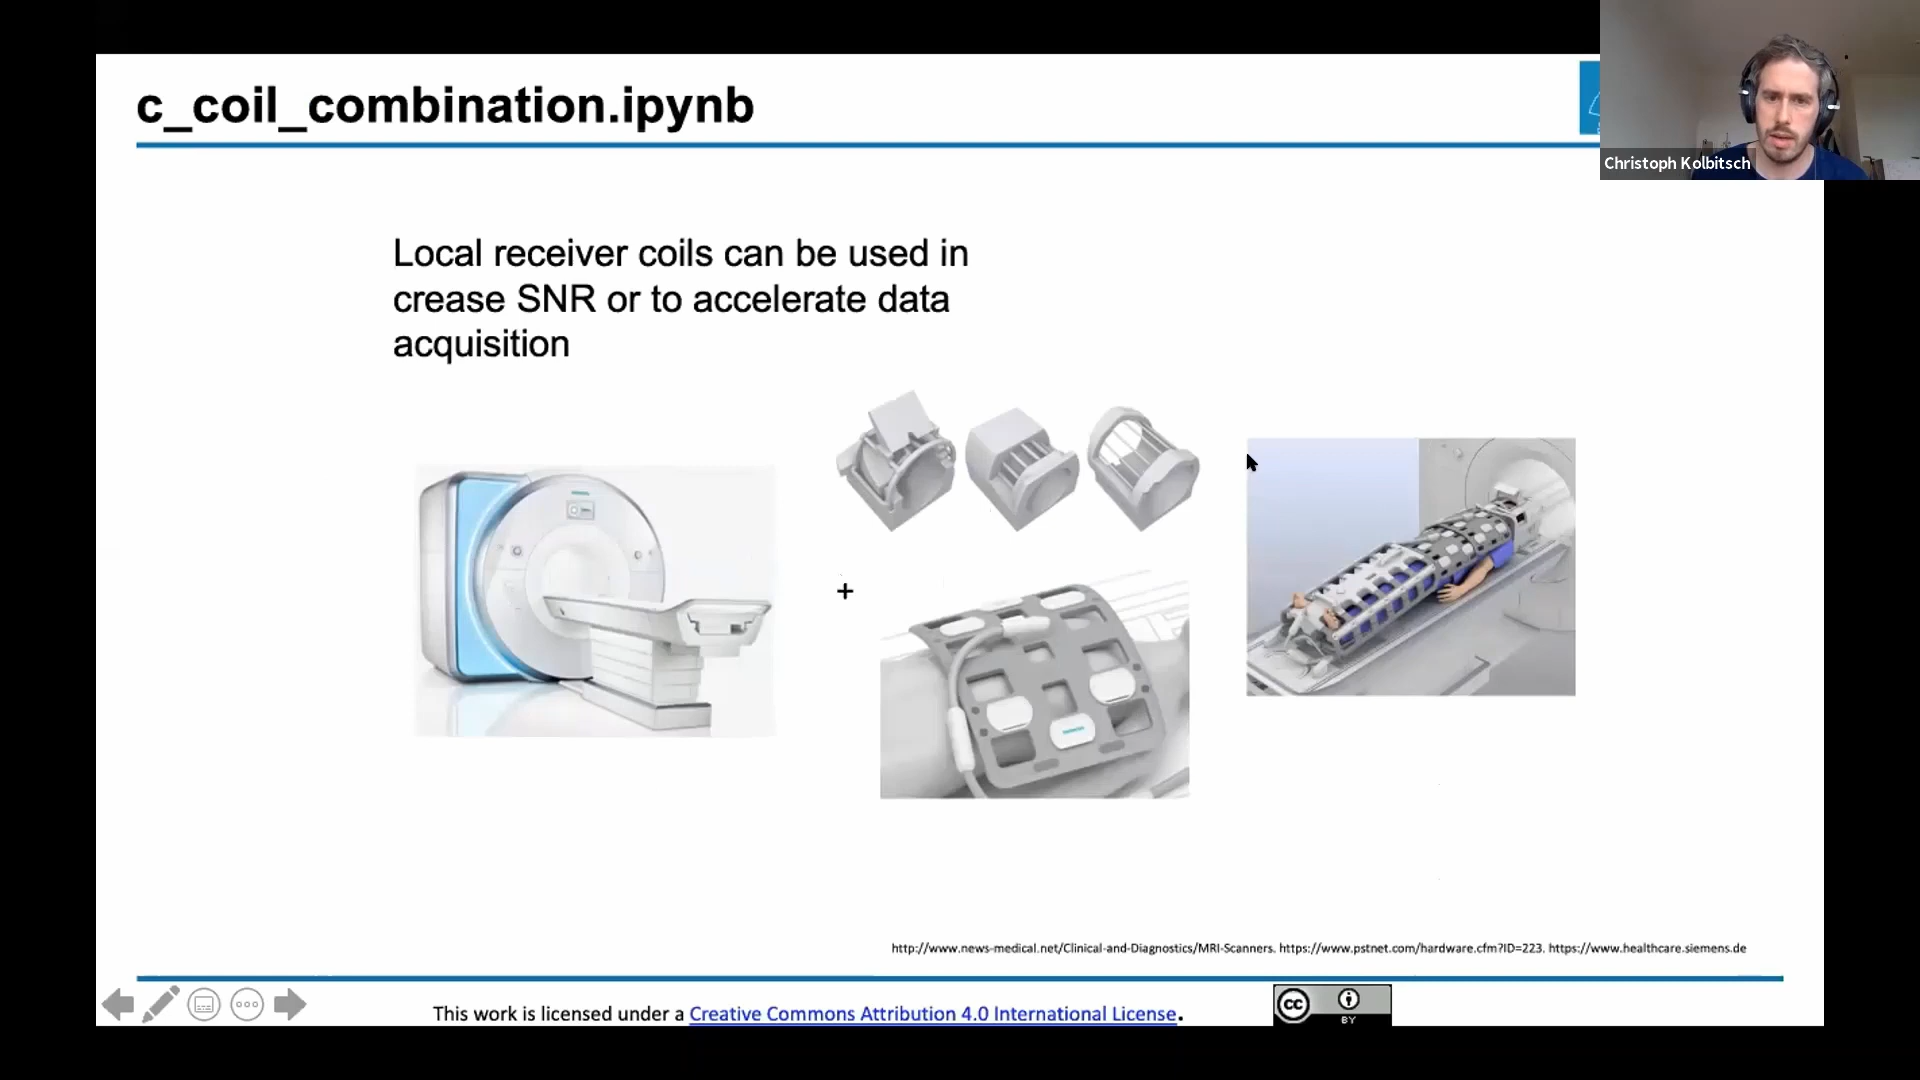 c_coil_combination.ipynb
Christoph Kolbitsch
Local receiver coils can be used in
crease SNR or to accelerate data
acquisition
+
http://www.news-medical.net/Clinical-and-Diagnostics/MRI-Scanners. https://www.pstnet.com/hardware.cfm?ID=223. https://www.healthcare.siemens.de
This work is licensed under a Creative Commons Attribution 4.0 International License.
cc
BY